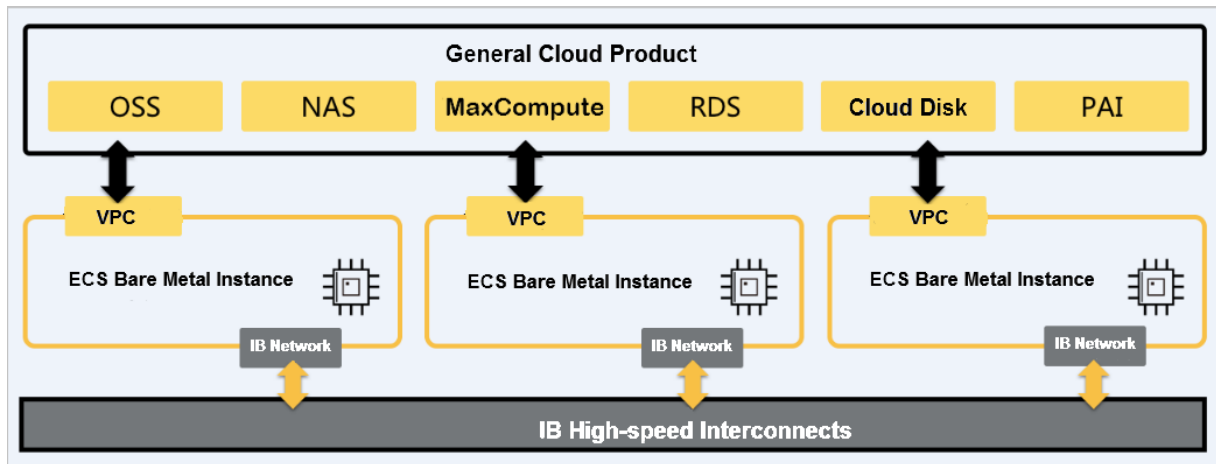 General Cloud Product
OSS NAS MaxCompute RDS Cloud Disk PAI
VPC VPC VPC
ECS Bare Metal Instance ECS Bare Metal Instance ECS Bare Metal Instance
IB Network IB Network IB Network
IB High-speed Interconnects